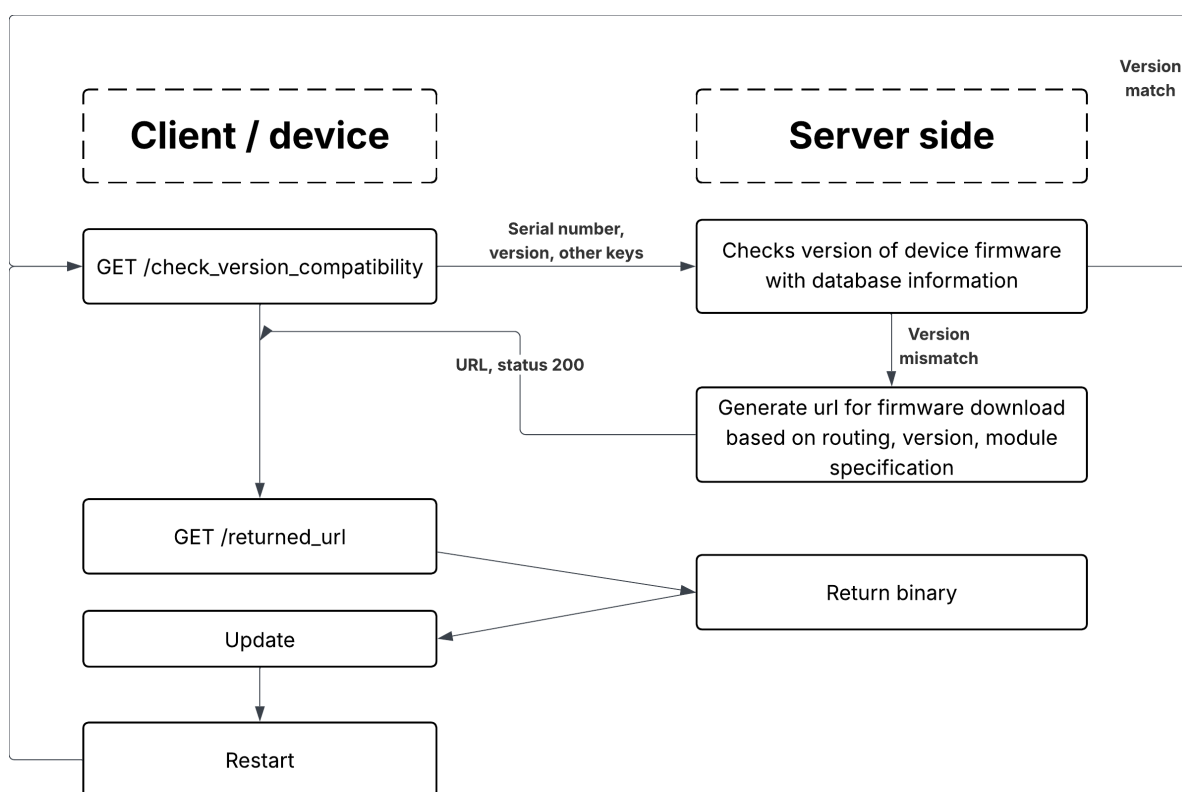 Version
match
Client / device
Server side
Serial number,
version, other keys
GET /check_version_compatibility
Checks version of device firmware
with database information
Version
mismatch
URL, status 200
Generate url for firmware download
based on routing, version, module
specification
GET /returned_url
Return binary
Update
Restart